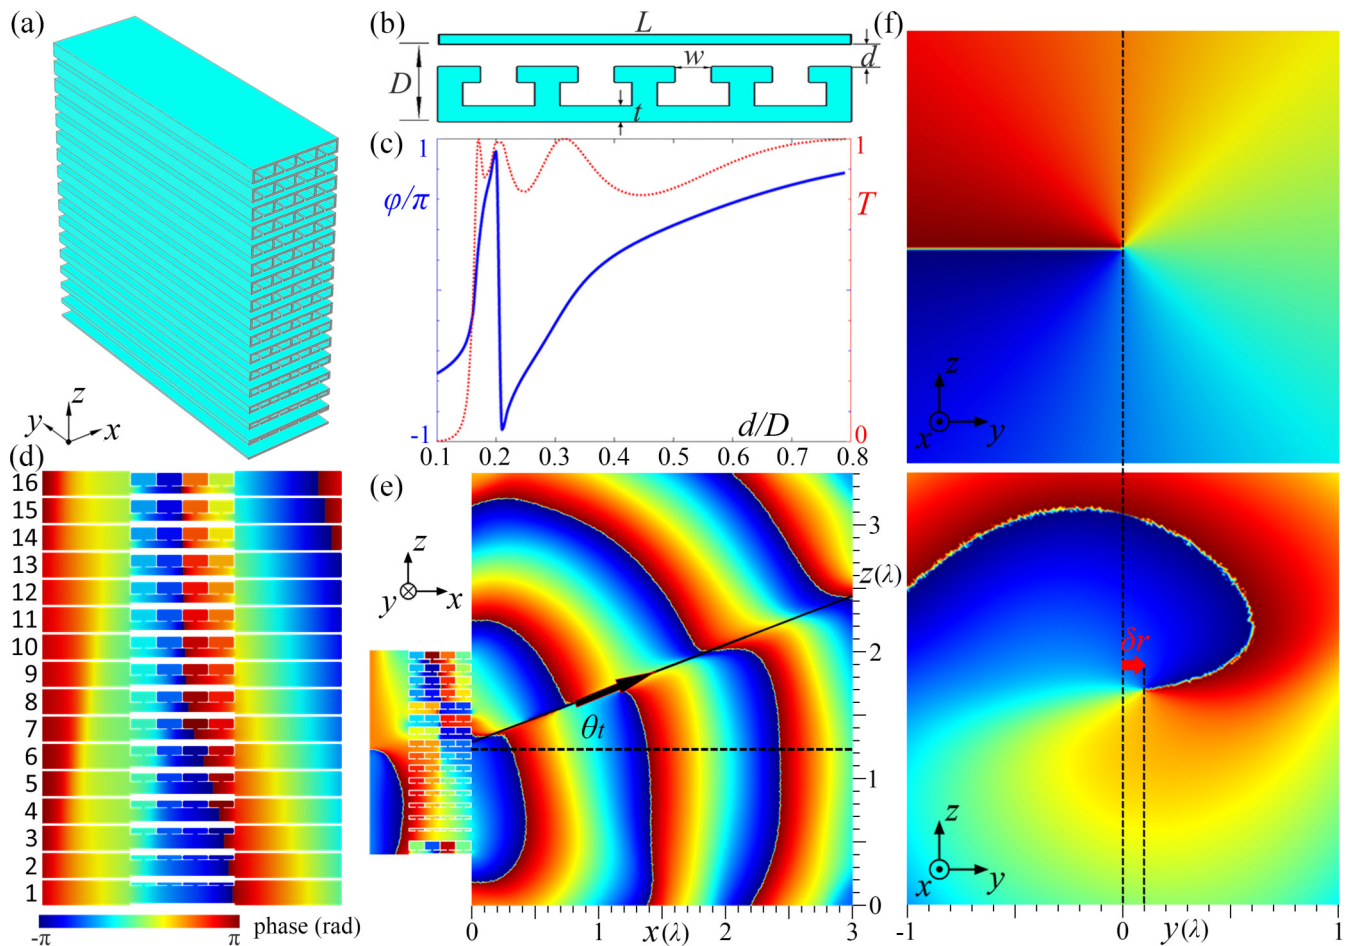 (a)
z
y
x
(b)
L
D
w
d
t
(c)
1
1
φ/π
T
-1
d/D
0
0.1 0.2 0.3 0.4 0.5 0.6 0.7 0.8
(d)
16
15
14
13
12
11
10
9
8
7
6
5
4
3
2
1
-π
π
phase (rad)
(e)
z
y
x
θt
3
z(λ)
2
1
0
0 1 x(λ) 2 3
(f)
z
x
y
δr
z
x
y
-1 0 y(λ) 1